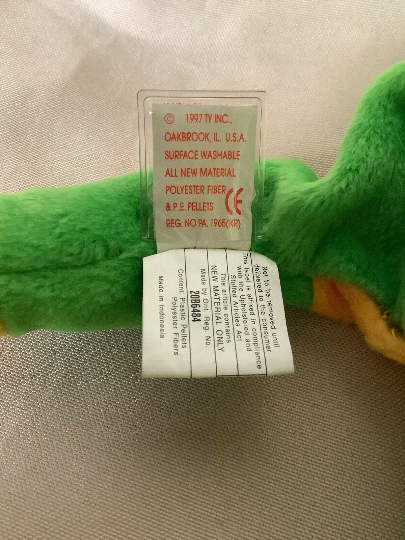 © 1997 TY INC.,
OAKBROOK, IL. U.S.A.
SURFACE WASHABLE
ALL NEW MATERIAL
POLYESTER FIBER
& P.E. PELLETS CE
REG. NO PA. 1965(KR)
Not to be removed until
delivered to the consumer
This label is affixed in compliance
with the Upholstered and
Stuffed Articles Act
This article contains
NEW MATERIAL ONLY
Made by Ont. Reg. No.
20B6484
Content: Plastic Pellets
Polyester Fibers
Made in Indonesia